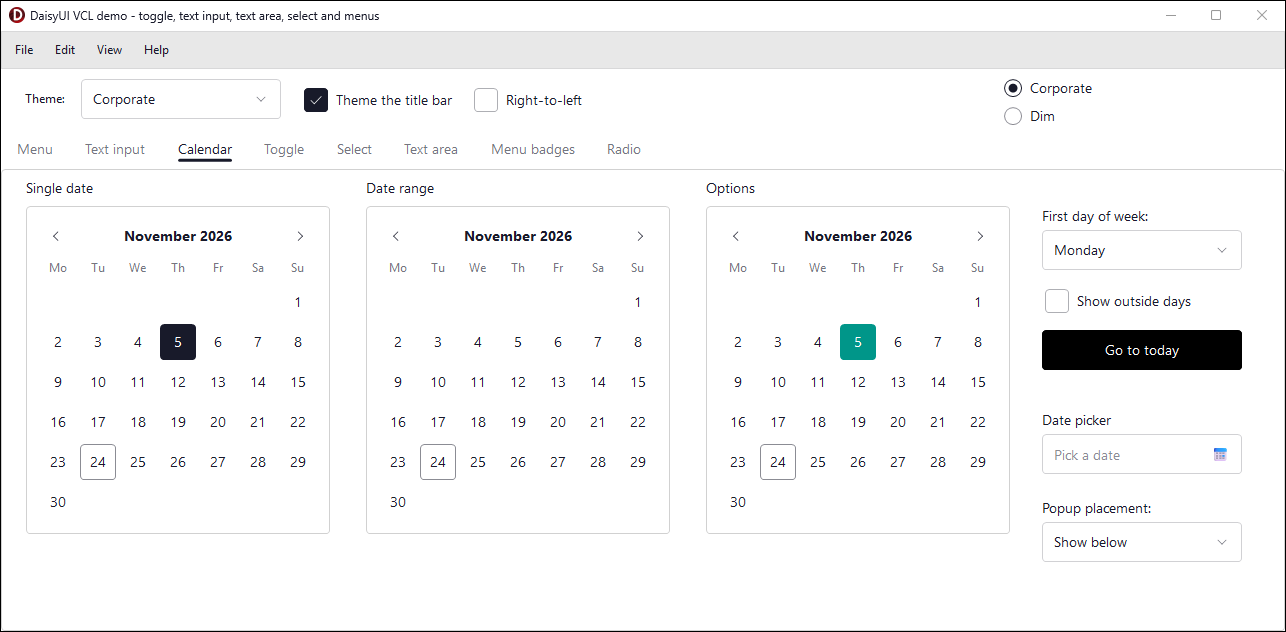 DaisyUI VCL demo - toggle, text input, text area, select and menus
File Edit View Help
Theme: Corporate Theme the title bar Right-to-left
Corporate
Dim
Menu Text input Calendar Toggle Select Text area Menu badges Radio
Single date
November 2026
Mo Tu We Th Fr Sa Su
1
2 3 4 5 6 7 8
9 10 11 12 13 14 15
16 17 18 19 20 21 22
23 24 25 26 27 28 29
30
Date range
November 2026
Mo Tu We Th Fr Sa Su
1
2 3 4 5 6 7 8
9 10 11 12 13 14 15
16 17 18 19 20 21 22
23 24 25 26 27 28 29
30
Options
November 2026
Mo Tu We Th Fr Sa Su
1
2 3 4 5 6 7 8
9 10 11 12 13 14 15
16 17 18 19 20 21 22
23 24 25 26 27 28 29
30
First day of week:
Monday
Show outside days
Go to today
Date picker
Pick a date
Popup placement:
Show below